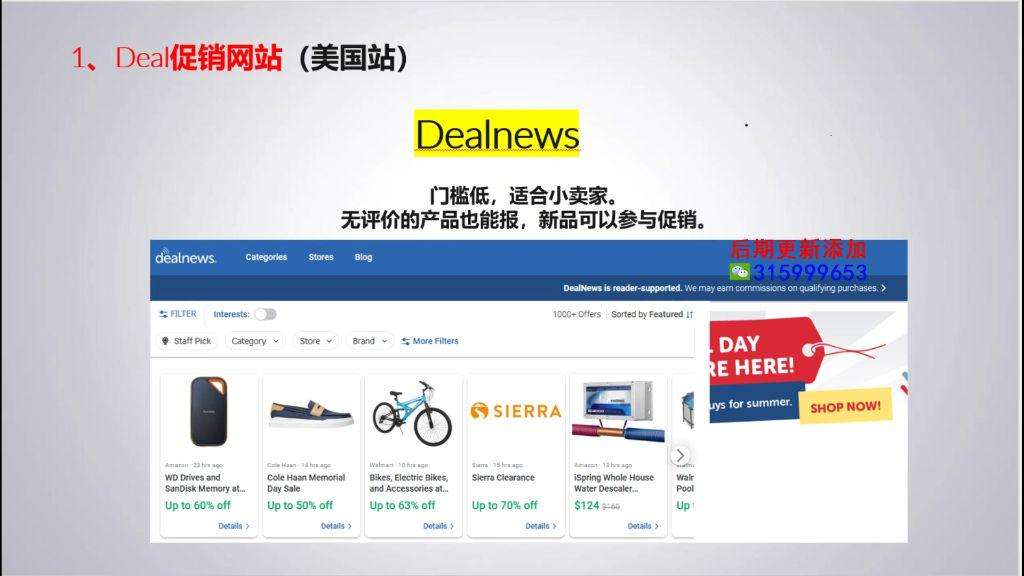 1、Deal促销网站（美国站）
Dealnews
门槛低，适合小卖家。
无评价的产品也能报，新品可以参与促销。
后期更新添加
315999653
dealnews.
Categories
Stores
Blog
DealNews is reader-supported. We may earn commissions on qualifying purchases.
FILTER
Interests:
1000+ Offers
Sorted by Featured
Staff Pick
Category
Store
Brand
More Filters
DAY
RE HERE!
uys for summer.
SHOP NOW!
SIERRA
Amazon · 23 hrs ago
WD Drives and
SanDisk Memory at...
Up to 60% off
Details
Cole Haan · 14 hrs ago
Cole Haan Memorial
Day Sale
Up to 50% off
Details
Walmart · 10 hrs ago
Bikes, Electric Bikes,
and Accessories at...
Up to 63% off
Details
Sierra · 15 hrs ago
Sierra Clearance
Up to 70% off
Details
Amazon · 13 hrs ago
iSpring Whole House
Water Descaler...
$124 $160
Details
Walr
Pool
Up t